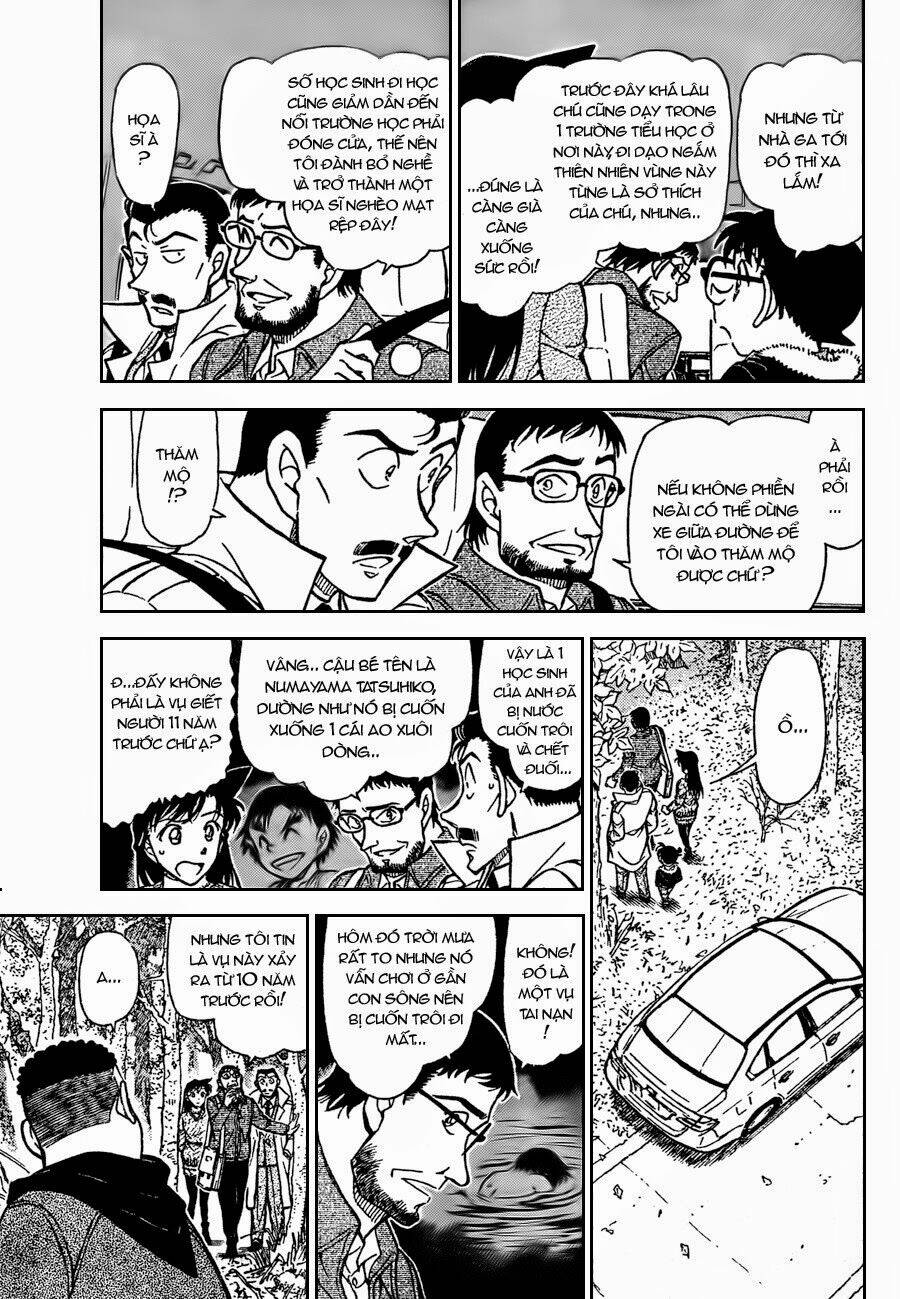 NHƯNG TỪ
NHÀ GA TỚI
ĐÓ THÌ XA
LẮM!
TRƯỚC ĐÂY KHÁ LÂU
CHÚ CŨNG DẠY TRONG
1 TRƯỜNG TIỂU HỌC Ở
NƠI NÀY, ĐI DẠO NGẮM
THIÊN NHIÊN VÙNG NÀY
TỪNG LÀ SỞ THÍCH
CỦA CHÚ, NHƯNG..
...ĐÚNG LÀ
CÀNG GIÀ
CÀNG
XUỐNG
SỨC RỒI!
SỐ HỌC SINH ĐI HỌC
CŨNG GIẢM DẦN ĐẾN
NỖI TRƯỜNG HỌC PHẢI
ĐÓNG CỬA, THẾ NÊN
TÔI ĐÀNH BỎ NGHỀ
VÀ TRỞ THÀNH MỘT
HỌA SĨ NGHÈO MẠT
RỆP ĐÂY!
HỌA
SĨ À
?
À
PHẢI
RỒI
...
NẾU KHÔNG PHIỀN
NGÀI CÓ THỂ DỪNG
XE GIỮA ĐƯỜNG ĐỂ
TÔI VÀO THĂM MỘ
ĐƯỢC CHỨ?
THĂM
MỘ
!?
Ồ...
VẬY LÀ 1
HỌC SINH
CỦA ANH ĐÃ
BỊ NƯỚC
CUỐN TRÔI
VÀ CHẾT
ĐUỐI...
VÂNG.. CẬU BÉ TÊN LÀ
NUMAYAMA TATSUHIKO,
DƯỜNG NHƯ NÓ BỊ CUỐN
XUỐNG 1 CÁI AO XUÔI
DÒNG...
Đ...ĐẤY KHÔNG
PHẢI LÀ VỤ GIẾT
NGƯỜI 11 NĂM
TRƯỚC CHỨ Ạ?
KHÔNG!
ĐÓ LÀ
MỘT VỤ
TAI NẠN
!
HÔM ĐÓ TRỜI MƯA
RẤT TO NHƯNG NÓ
VẪN CHƠI Ở GẦN
CON SÔNG NÊN
BỊ CUỐN TRÔI ĐI
MẤT...
NHƯNG TÔI TIN
LÀ VỤ NÀY XẢY
RA TỪ 10 NĂM
TRƯỚC RỒI!
A...